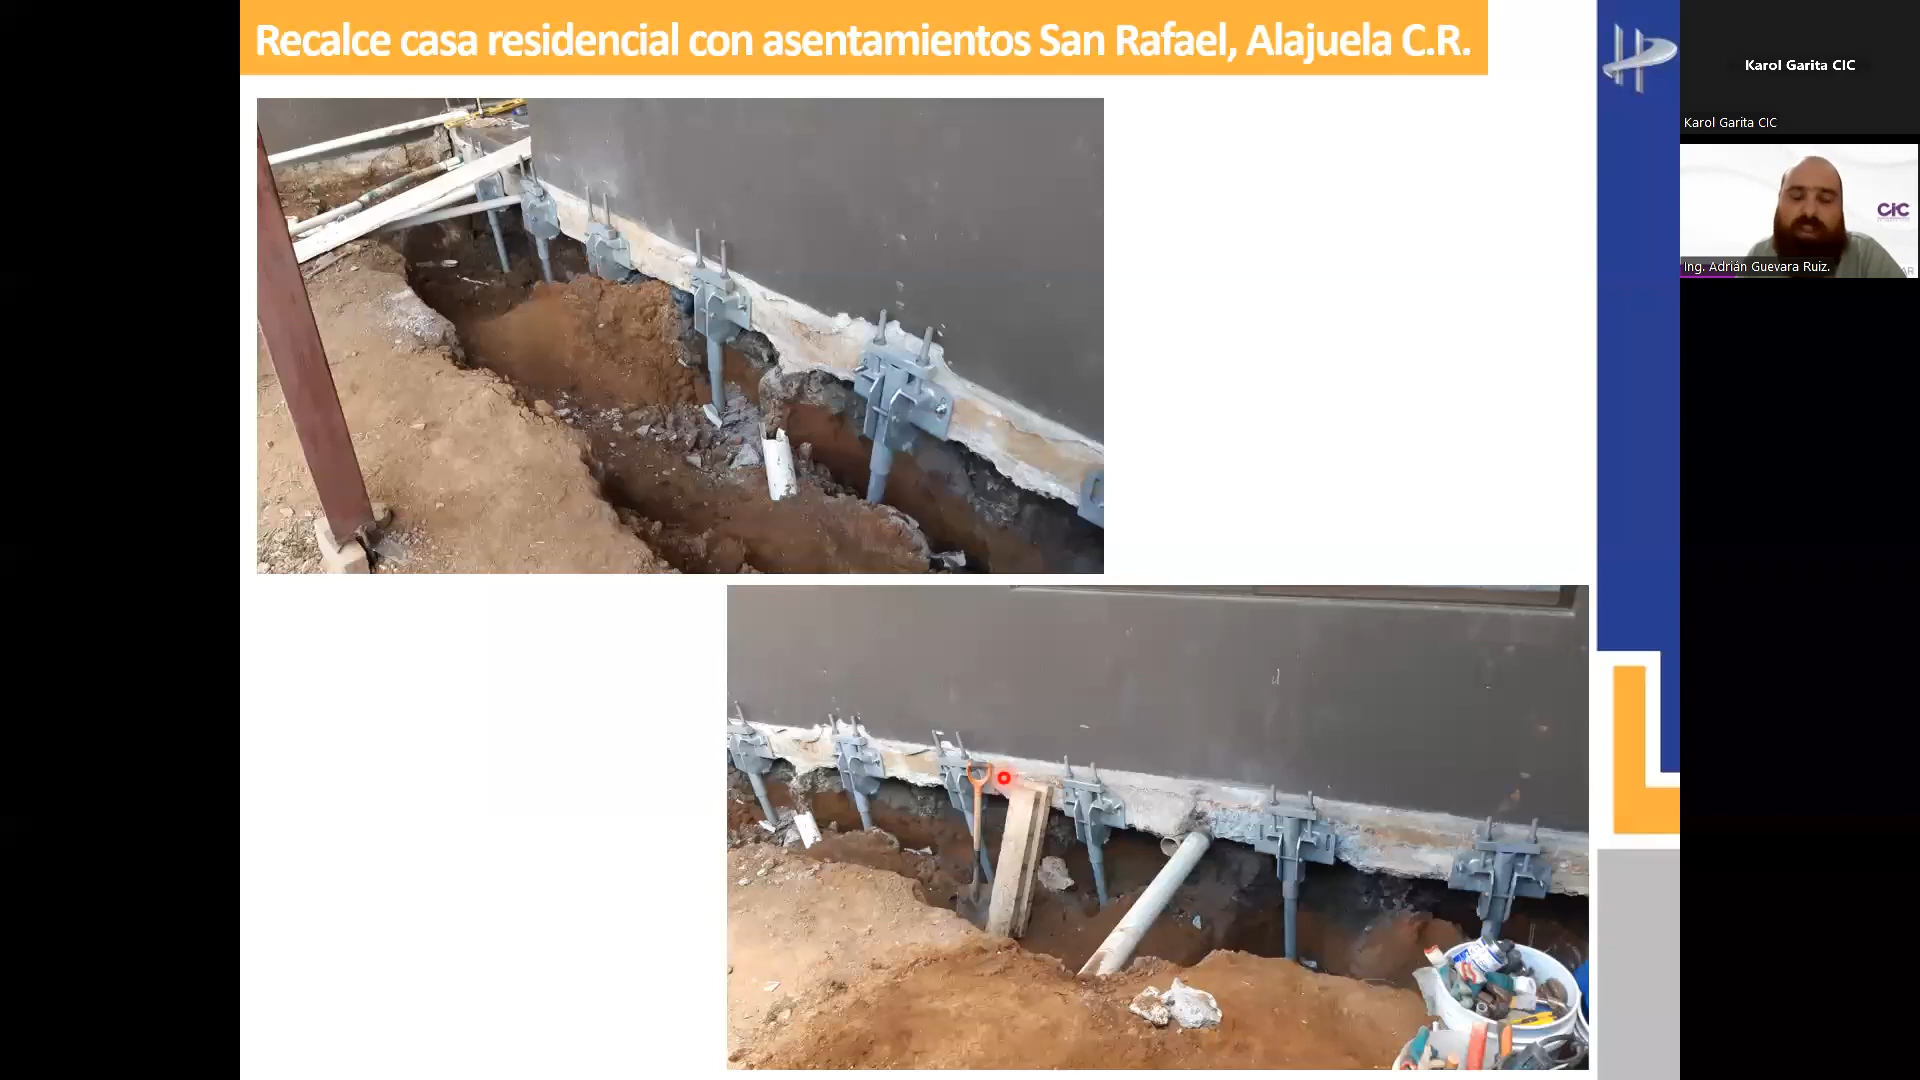 Recalce casa residencial con asentamientos San Rafael, Alajuela C.R.
Karol Garita CIC
Karol Garita CIC
CIC
Ing. Adrián Guevara Ruiz.